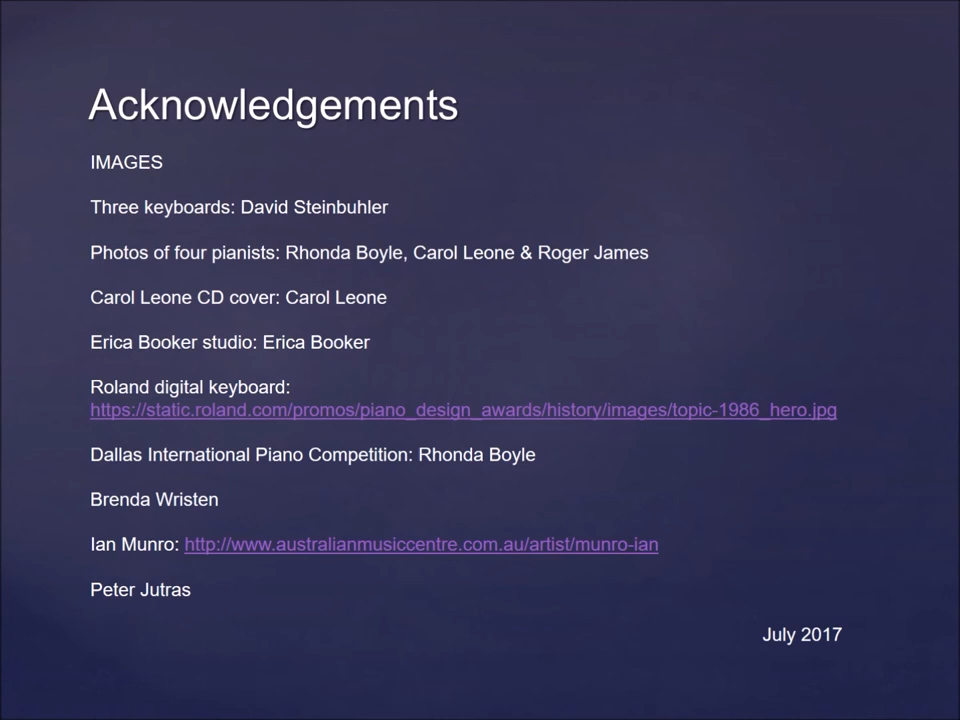 Acknowledgements
IMAGES
Three keyboards: David Steinbuhler
Photos of four pianists: Rhonda Boyle, Carol Leone & Roger James
Carol Leone CD cover: Carol Leone
Erica Booker studio: Erica Booker
Roland digital keyboard:
https://static.roland.com/promos/piano_design_awards/history/images/topic-1986_hero.jpg
Dallas International Piano Competition: Rhonda Boyle
Brenda Wristen
Ian Munro: http://www.australianmusiccentre.com.au/artist/munro-ian
Peter Jutras
July 2017